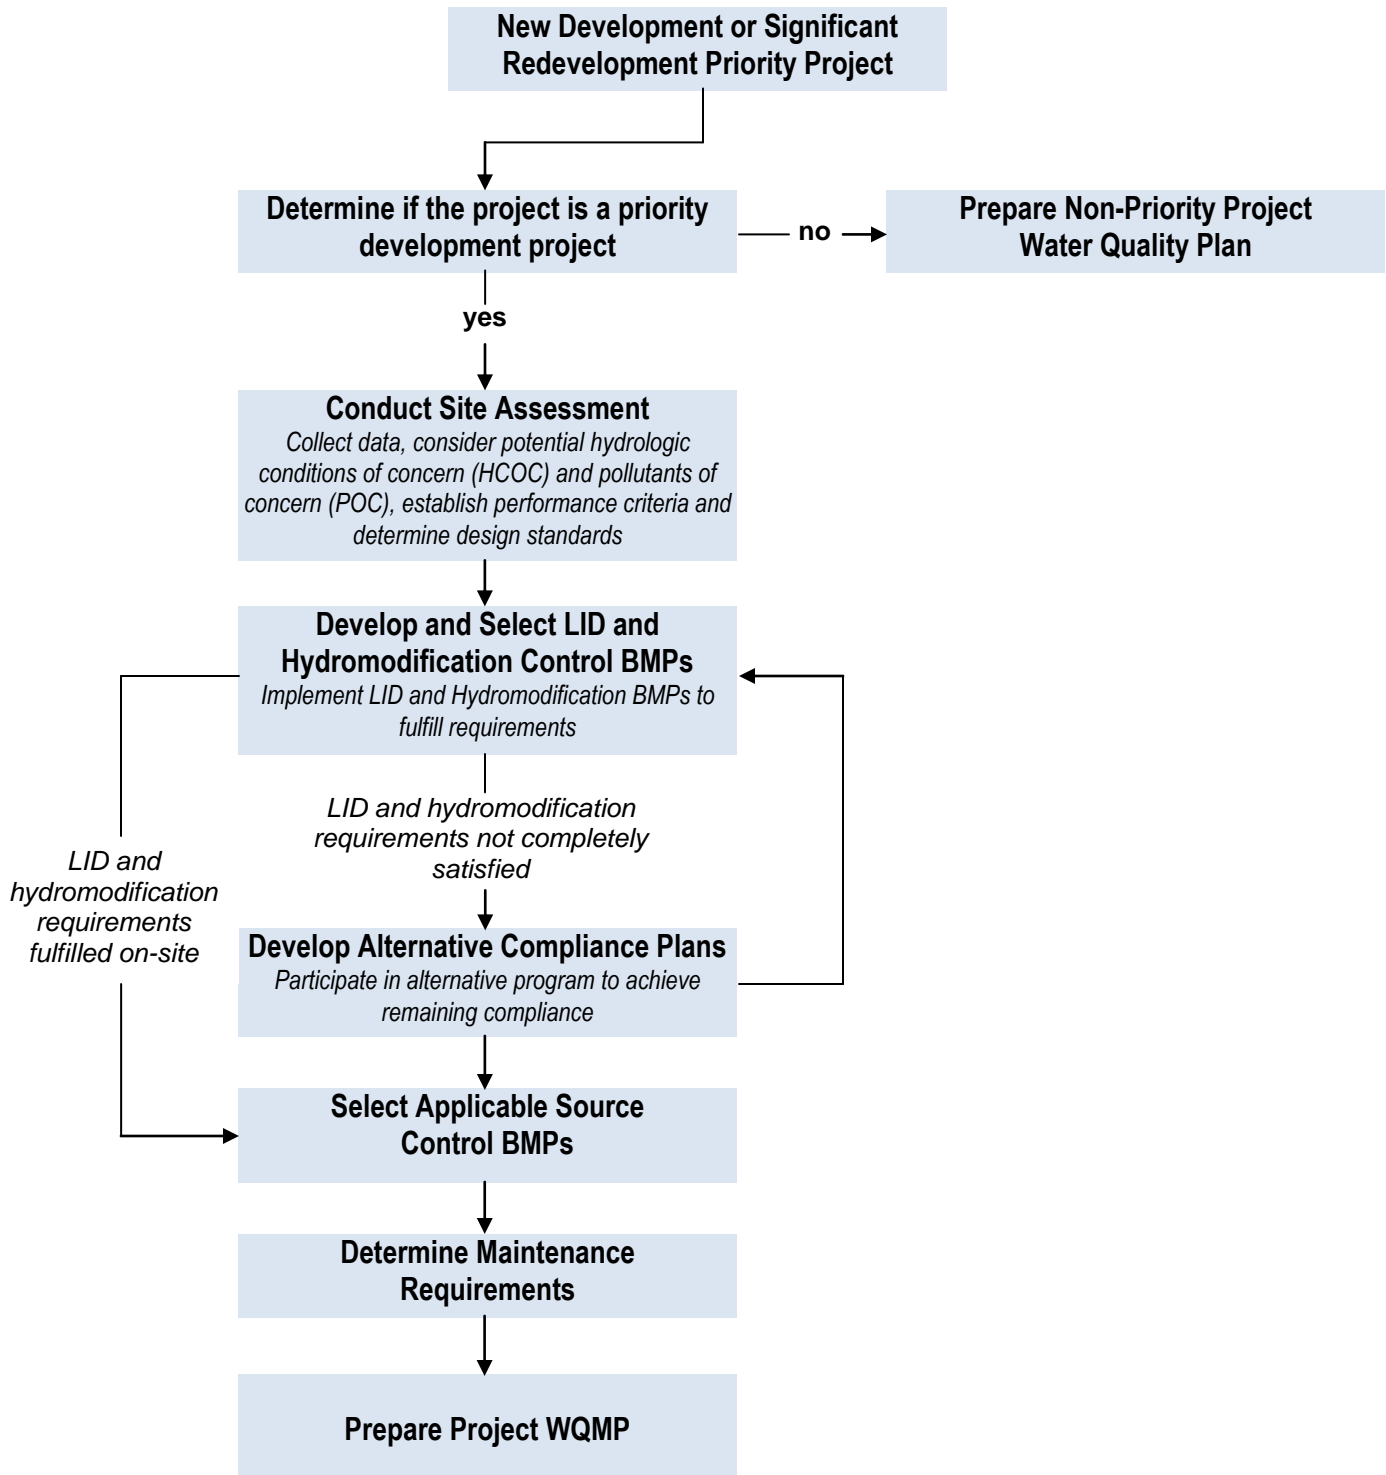 New Development or Significant
Redevelopment Priority Project
Determine if the project is a priority
development project
no
Prepare Non-Priority Project
Water Quality Plan
yes
Conduct Site Assessment
Collect data, consider potential hydrologic
conditions of concern (HCOC) and pollutants of
concern (POC), establish performance criteria and
determine design standards
Develop and Select LID and
Hydromodification Control BMPs
Implement LID and Hydromodification BMPs to
fulfill requirements
LID and hydromodification
requirements not completely
satisfied
LID and
hydromodification
requirements
fulfilled on-site
Develop Alternative Compliance Plans
Participate in alternative program to achieve
remaining compliance
Select Applicable Source
Control BMPs
Determine Maintenance
Requirements
Prepare Project WQMP